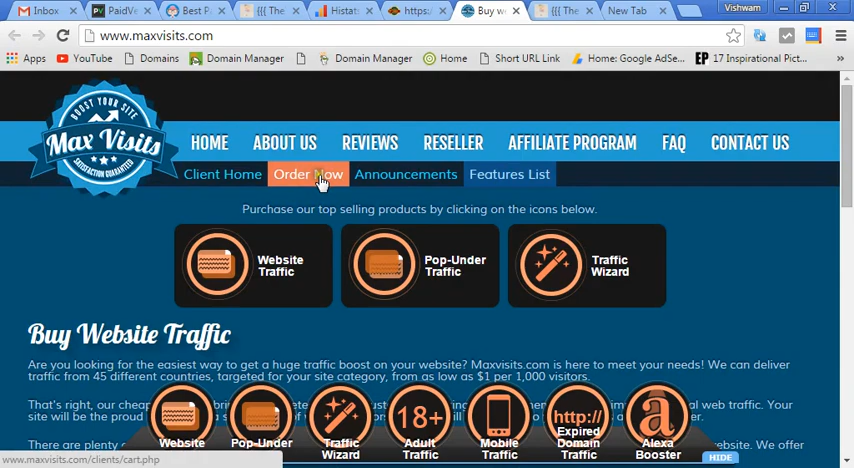 Inbox
PaidVe
Best P
{{{ The
Histats
https:/
Buy we
{{{ The
New Tab
Vishwam
www.maxvisits.com
Apps
YouTube
Domains
Domain Manager
Domain Manager
Home
Short URL Link
Home: Google AdSe...
EP 17 Inspirational Pict...
BOOST YOUR SITE
Max Visits
SATISFACTION GUARANTEED
HOME ABOUT US REVIEWS RESELLER AFFILIATE PROGRAM FAQ CONTACT US
Client Home Order Now Announcements Features List
Purchase our top selling products by clicking on the icons below.
Website
Traffic
Pop-Under
Traffic
Traffic
Wizard
Buy Website Traffic
Are you looking for the easiest way to get a huge traffic boost on your website? Maxvisits.com is here to meet your needs! We can deliver
traffic from 45 different countries, targeted for your site category, from as low as $1 per 1,000 visitors.
That's right, our cheap
web traffic. Your
site will be the proud
There are plenty
website. We offer
Website
Pop-Under
Traffic
Wizard
18+
Adult
Traffic
Mobile
Traffic
http://
Expired
Domain
Traffic
a
Alexa
Booster
HIDE
www.maxvisits.com/clients/cart.php